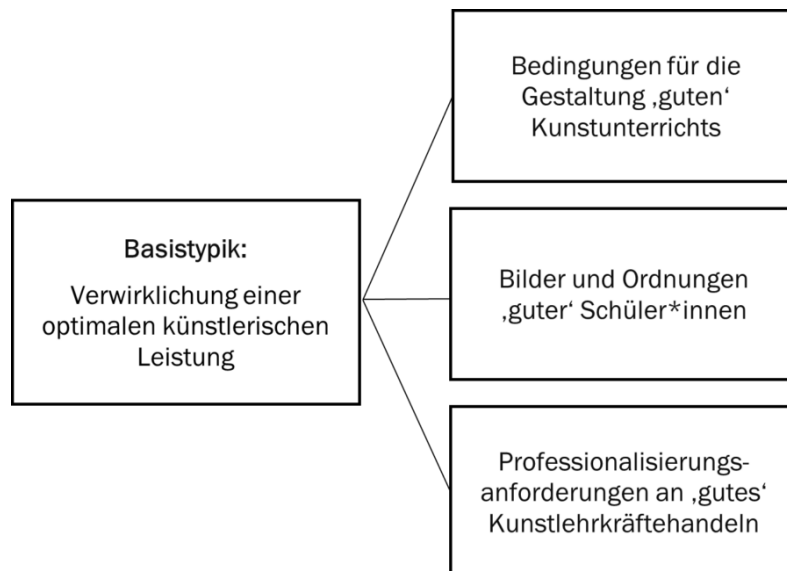 Bedingungen für die
Gestaltung ‚guten‘
Kunstunterrichts
Basistypik:
Verwirklichung einer
optimalen künstlerischen
Leistung
Bilder und Ordnungen
‚guter‘ Schüler*innen
Professionalisierungs-
anforderungen an ‚gutes‘
Kunstlehrkräftehandeln